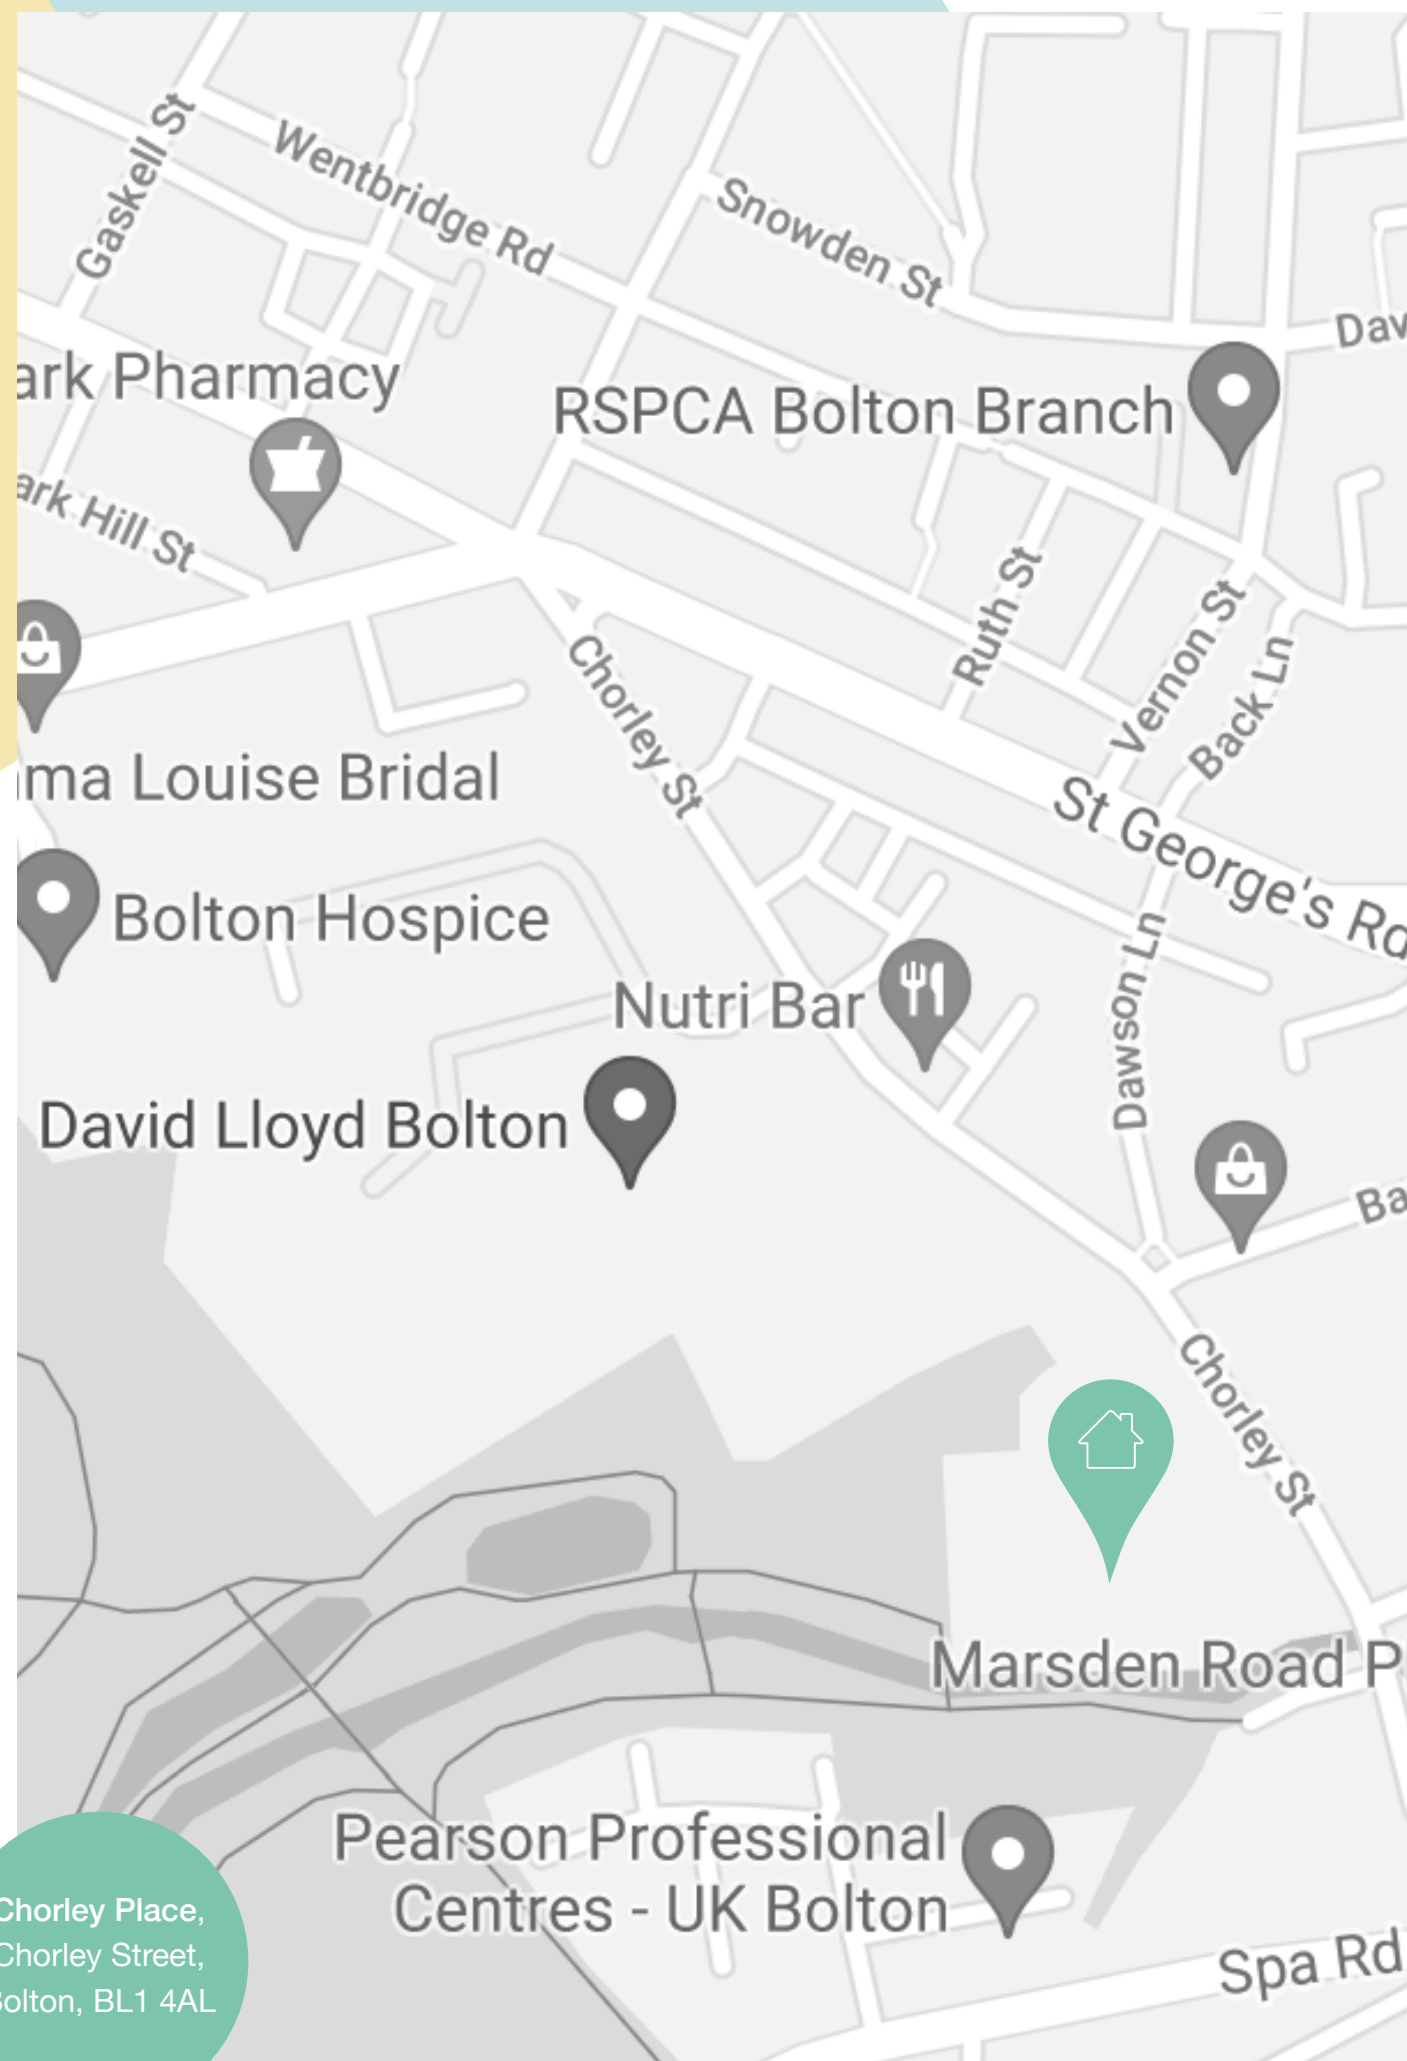 Gaskell St
Wentbridge Rd
Snowden St
Dav
ark Pharmacy
RSPCA Bolton Branch
ark Hill St
Ruth St
Vernon St
Back Ln
Chorley St
ma Louise Bridal
St George's Rd
Bolton Hospice
Dawson Ln
Nutri Bar
David Lloyd Bolton
Ba
Chorley St
Marsden Road P
Pearson Professional
Centres - UK Bolton
Spa Rd
Chorley Place,
Chorley Street,
Bolton, BL1 4AL